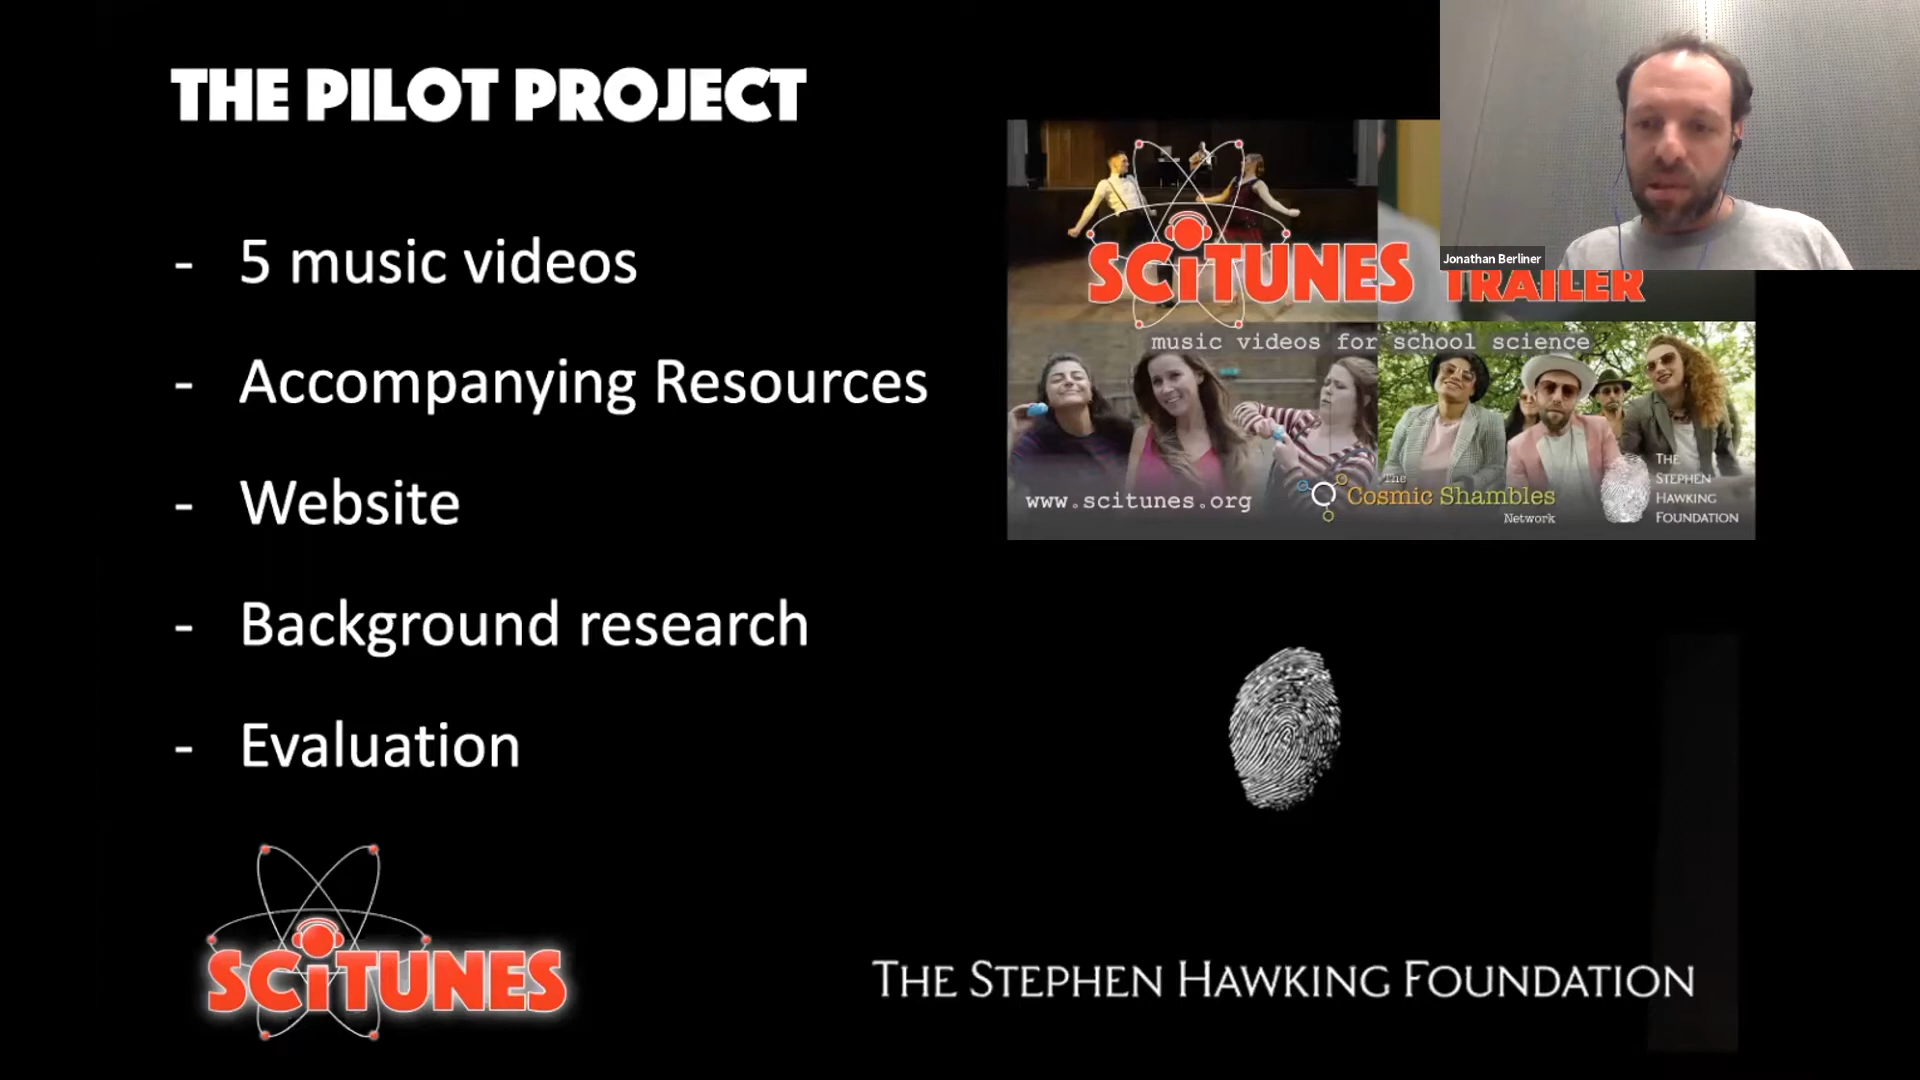 THE PILOT PROJECT
- 5 music videos
- Accompanying Resources
- Website
- Background research
- Evaluation
SCiTUNES
Jonathan Berliner
SCiTUNES TRAILER
music videos for school science
www.scitunes.org
The
Cosmic Shambles
Network
THE
STEPHEN
HAWKING
FOUNDATION
THE STEPHEN HAWKING FOUNDATION